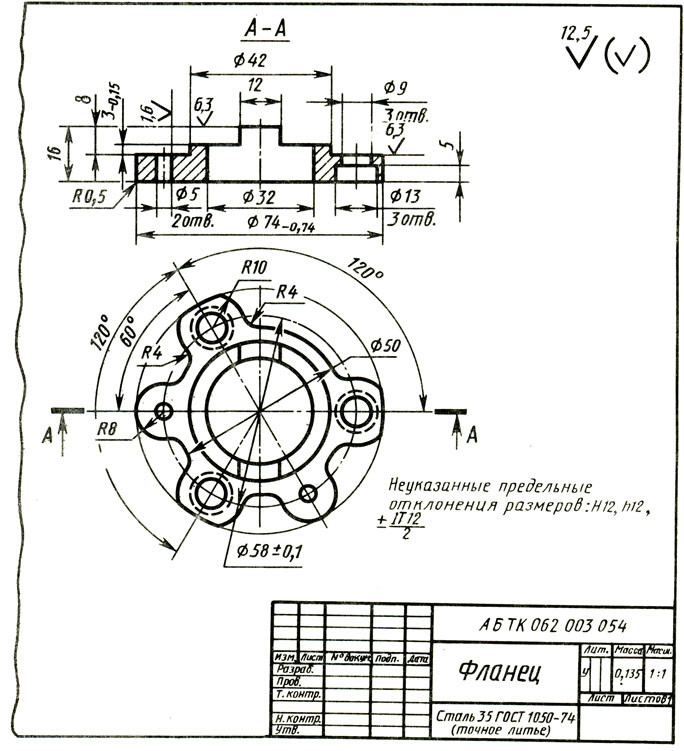 А-А
12,5
Ø42
12
Ø9
3 отв.
6,3
6,3
1,6
3-0,15
8
16
5
R0,5
Ø5
2 отв.
Ø32
Ø13
3 отв.
Ø74-0,74
120°
120°
60°
R10
R4
R4
Ø50
R8
А
А
Ø58±0,1
Неуказанные предельные
отклонения размеров: H12, h12,
± IT12
2
АБТК 062 003 054
Изм. Лист № докум. Подп. Дата
Разраб.
Пров.
Т. контр.
Н. контр.
Утв.
Фланец
Лит. Масса Масш.
У 0,135 1:1
Лист Листов 1
Сталь 35 ГОСТ 1050-74
(точное литье)